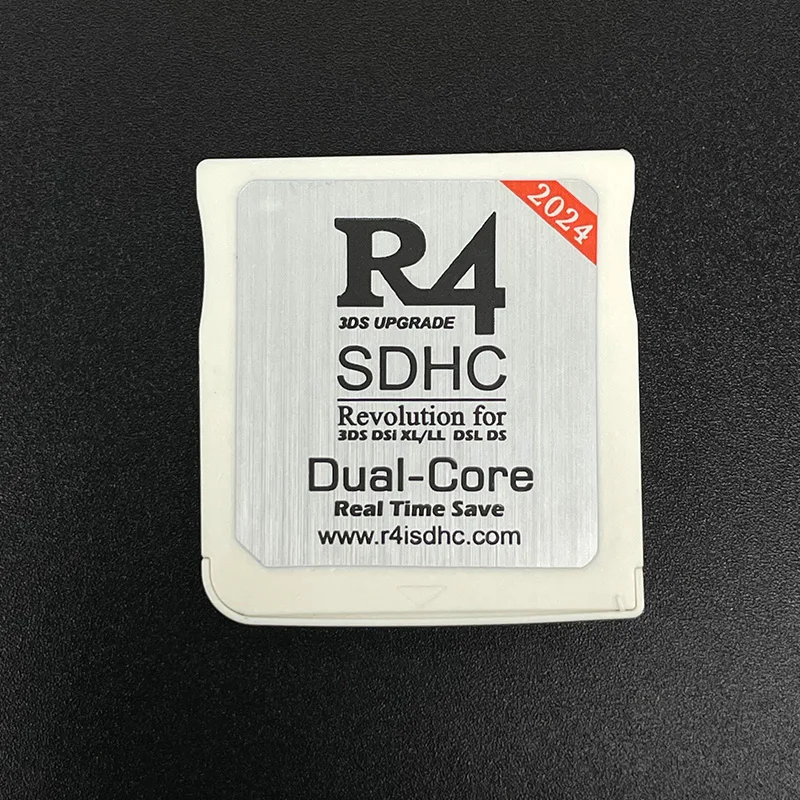 2024
R4
3DS UPGRADE
SDHC
Revolution for
3DS DSi XL/LL DSL DS
Dual-Core
Real Time Save
www.r4isdhc.com